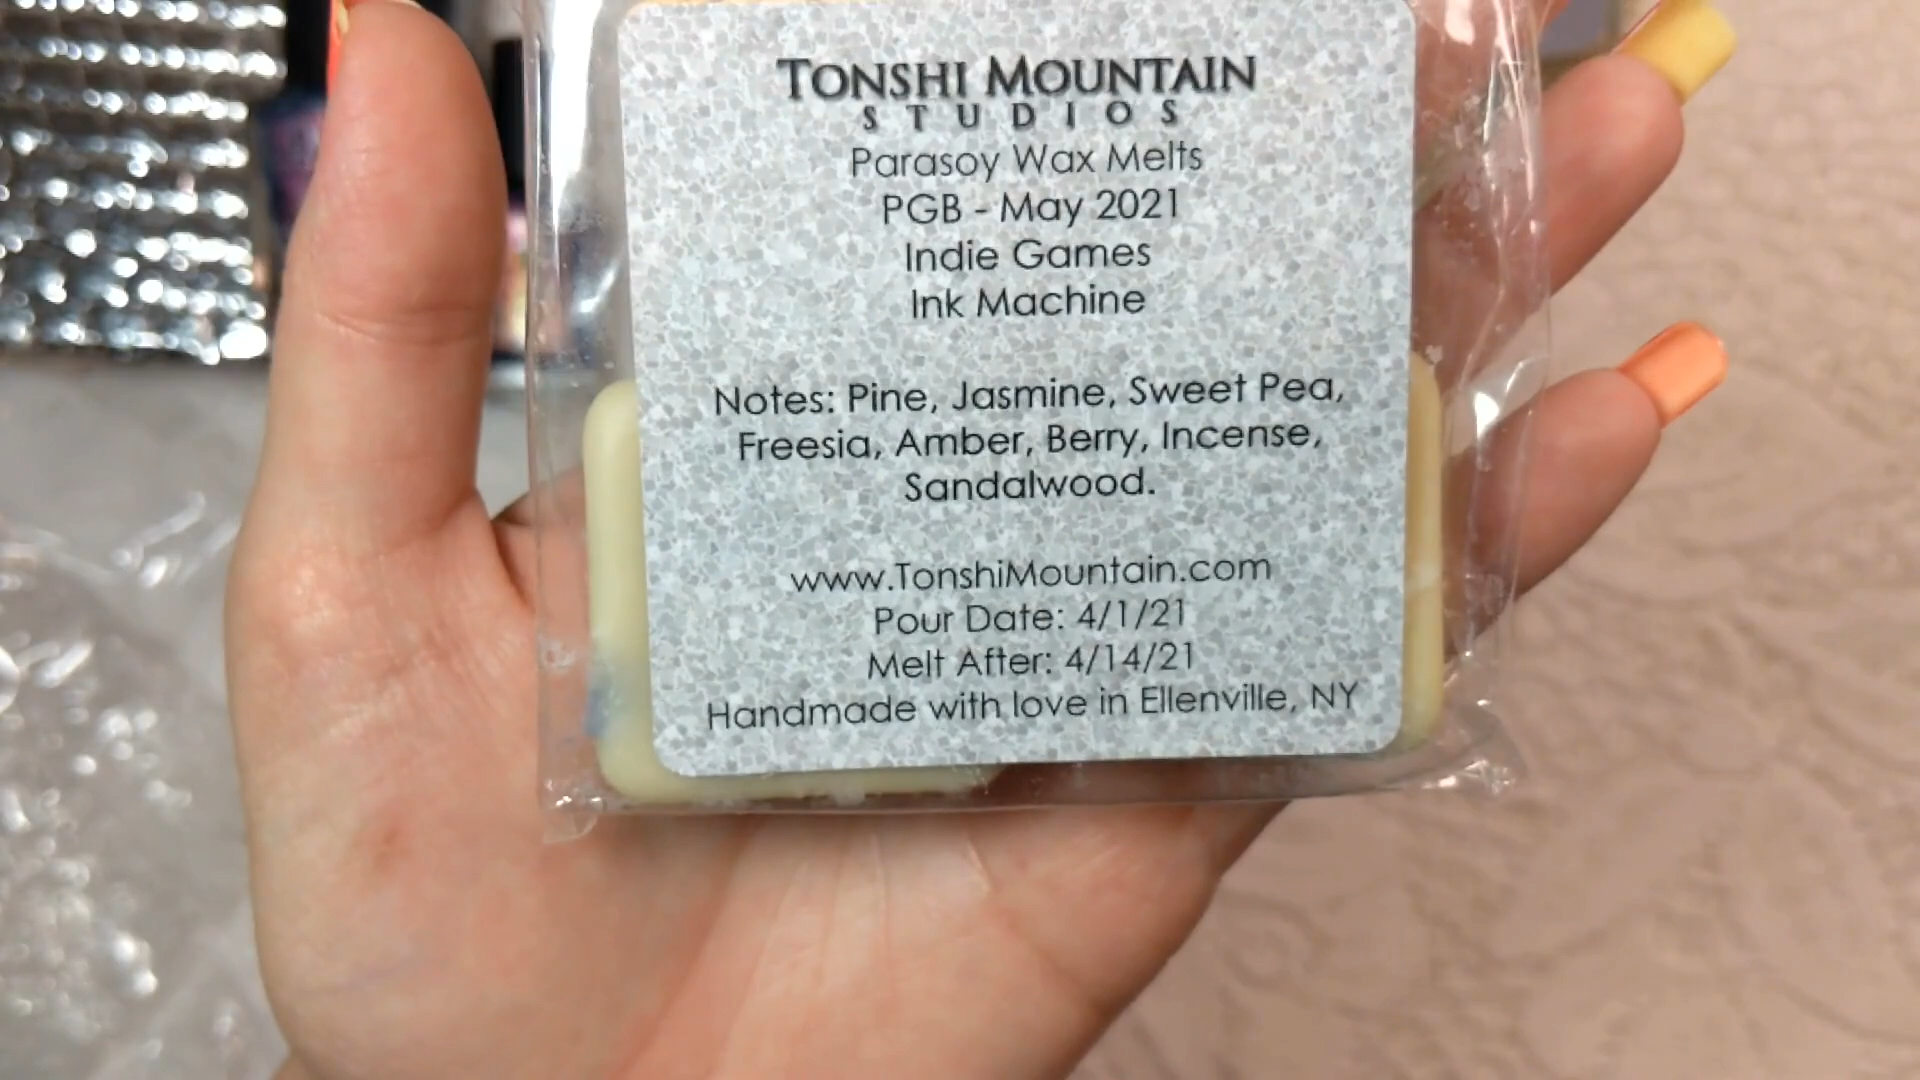 TONSHI MOUNTAIN
STUDIOS
Parasoy Wax Melts
PGB - May 2021
Indie Games
Ink Machine
Notes: Pine, Jasmine, Sweet Pea,
Freesia, Amber, Berry, Incense,
Sandalwood.
www.TonshiMountain.com
Pour Date: 4/1/21
Melt After: 4/14/21
Handmade with love in Ellenville, NY